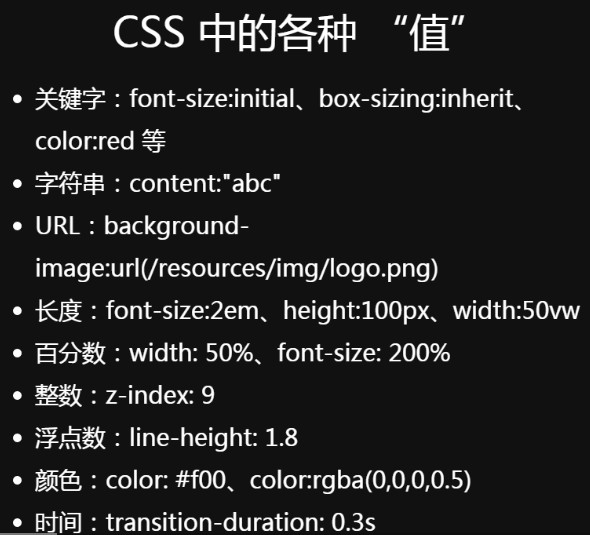 CSS 中的各种 “值”
• 关键字：font-size:initial、box-sizing:inherit、
color:red 等
• 字符串：content:"abc"
• URL：background-
image:url(/resources/img/logo.png)
• 长度：font-size:2em、height:100px、width:50vw
• 百分数：width: 50%、font-size: 200%
• 整数：z-index: 9
• 浮点数：line-height: 1.8
• 颜色：color: #f00、color:rgba(0,0,0,0.5)
• 时间：transition-duration: 0.3s